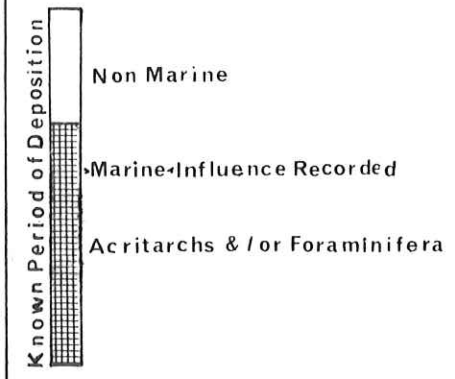 Known Period of Deposition
Non Marine
Marine Influence Recorded
Acritarchs & / or Foraminifera